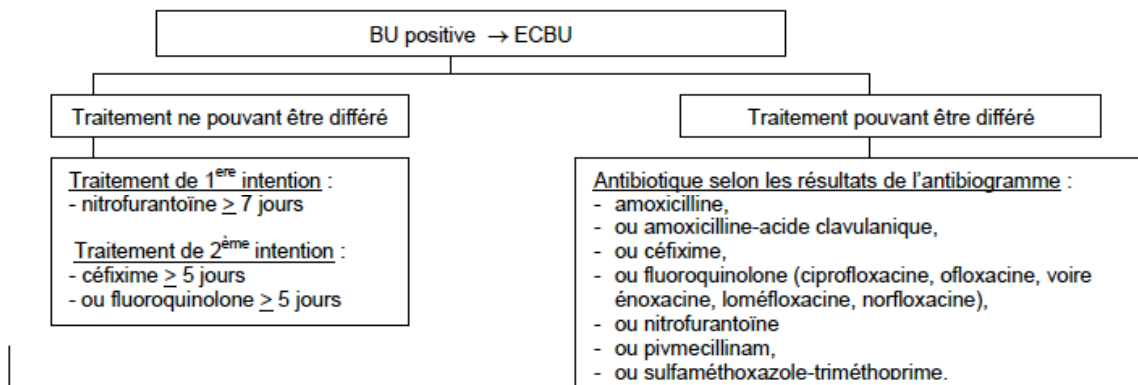 BU positive → ECBU
Traitement ne pouvant être différé
Traitement de 1ere intention :
- nitrofurantoïne ≥ 7 jours
Traitement de 2ème intention :
- céfixime ≥ 5 jours
- ou fluoroquinolone ≥ 5 jours
Traitement pouvant être différé
Antibiotique selon les résultats de l'antibiogramme :
- amoxicilline,
- ou amoxicilline-acide clavulanique,
- ou céfixime,
- ou fluoroquinolone (ciprofloxacine, ofloxacine, voire
énoxacine, loméfloxacine, norfloxacine),
- ou nitrofurantoïne
- ou pivmecillinam,
- ou sulfaméthoxazole-triméthoprime.